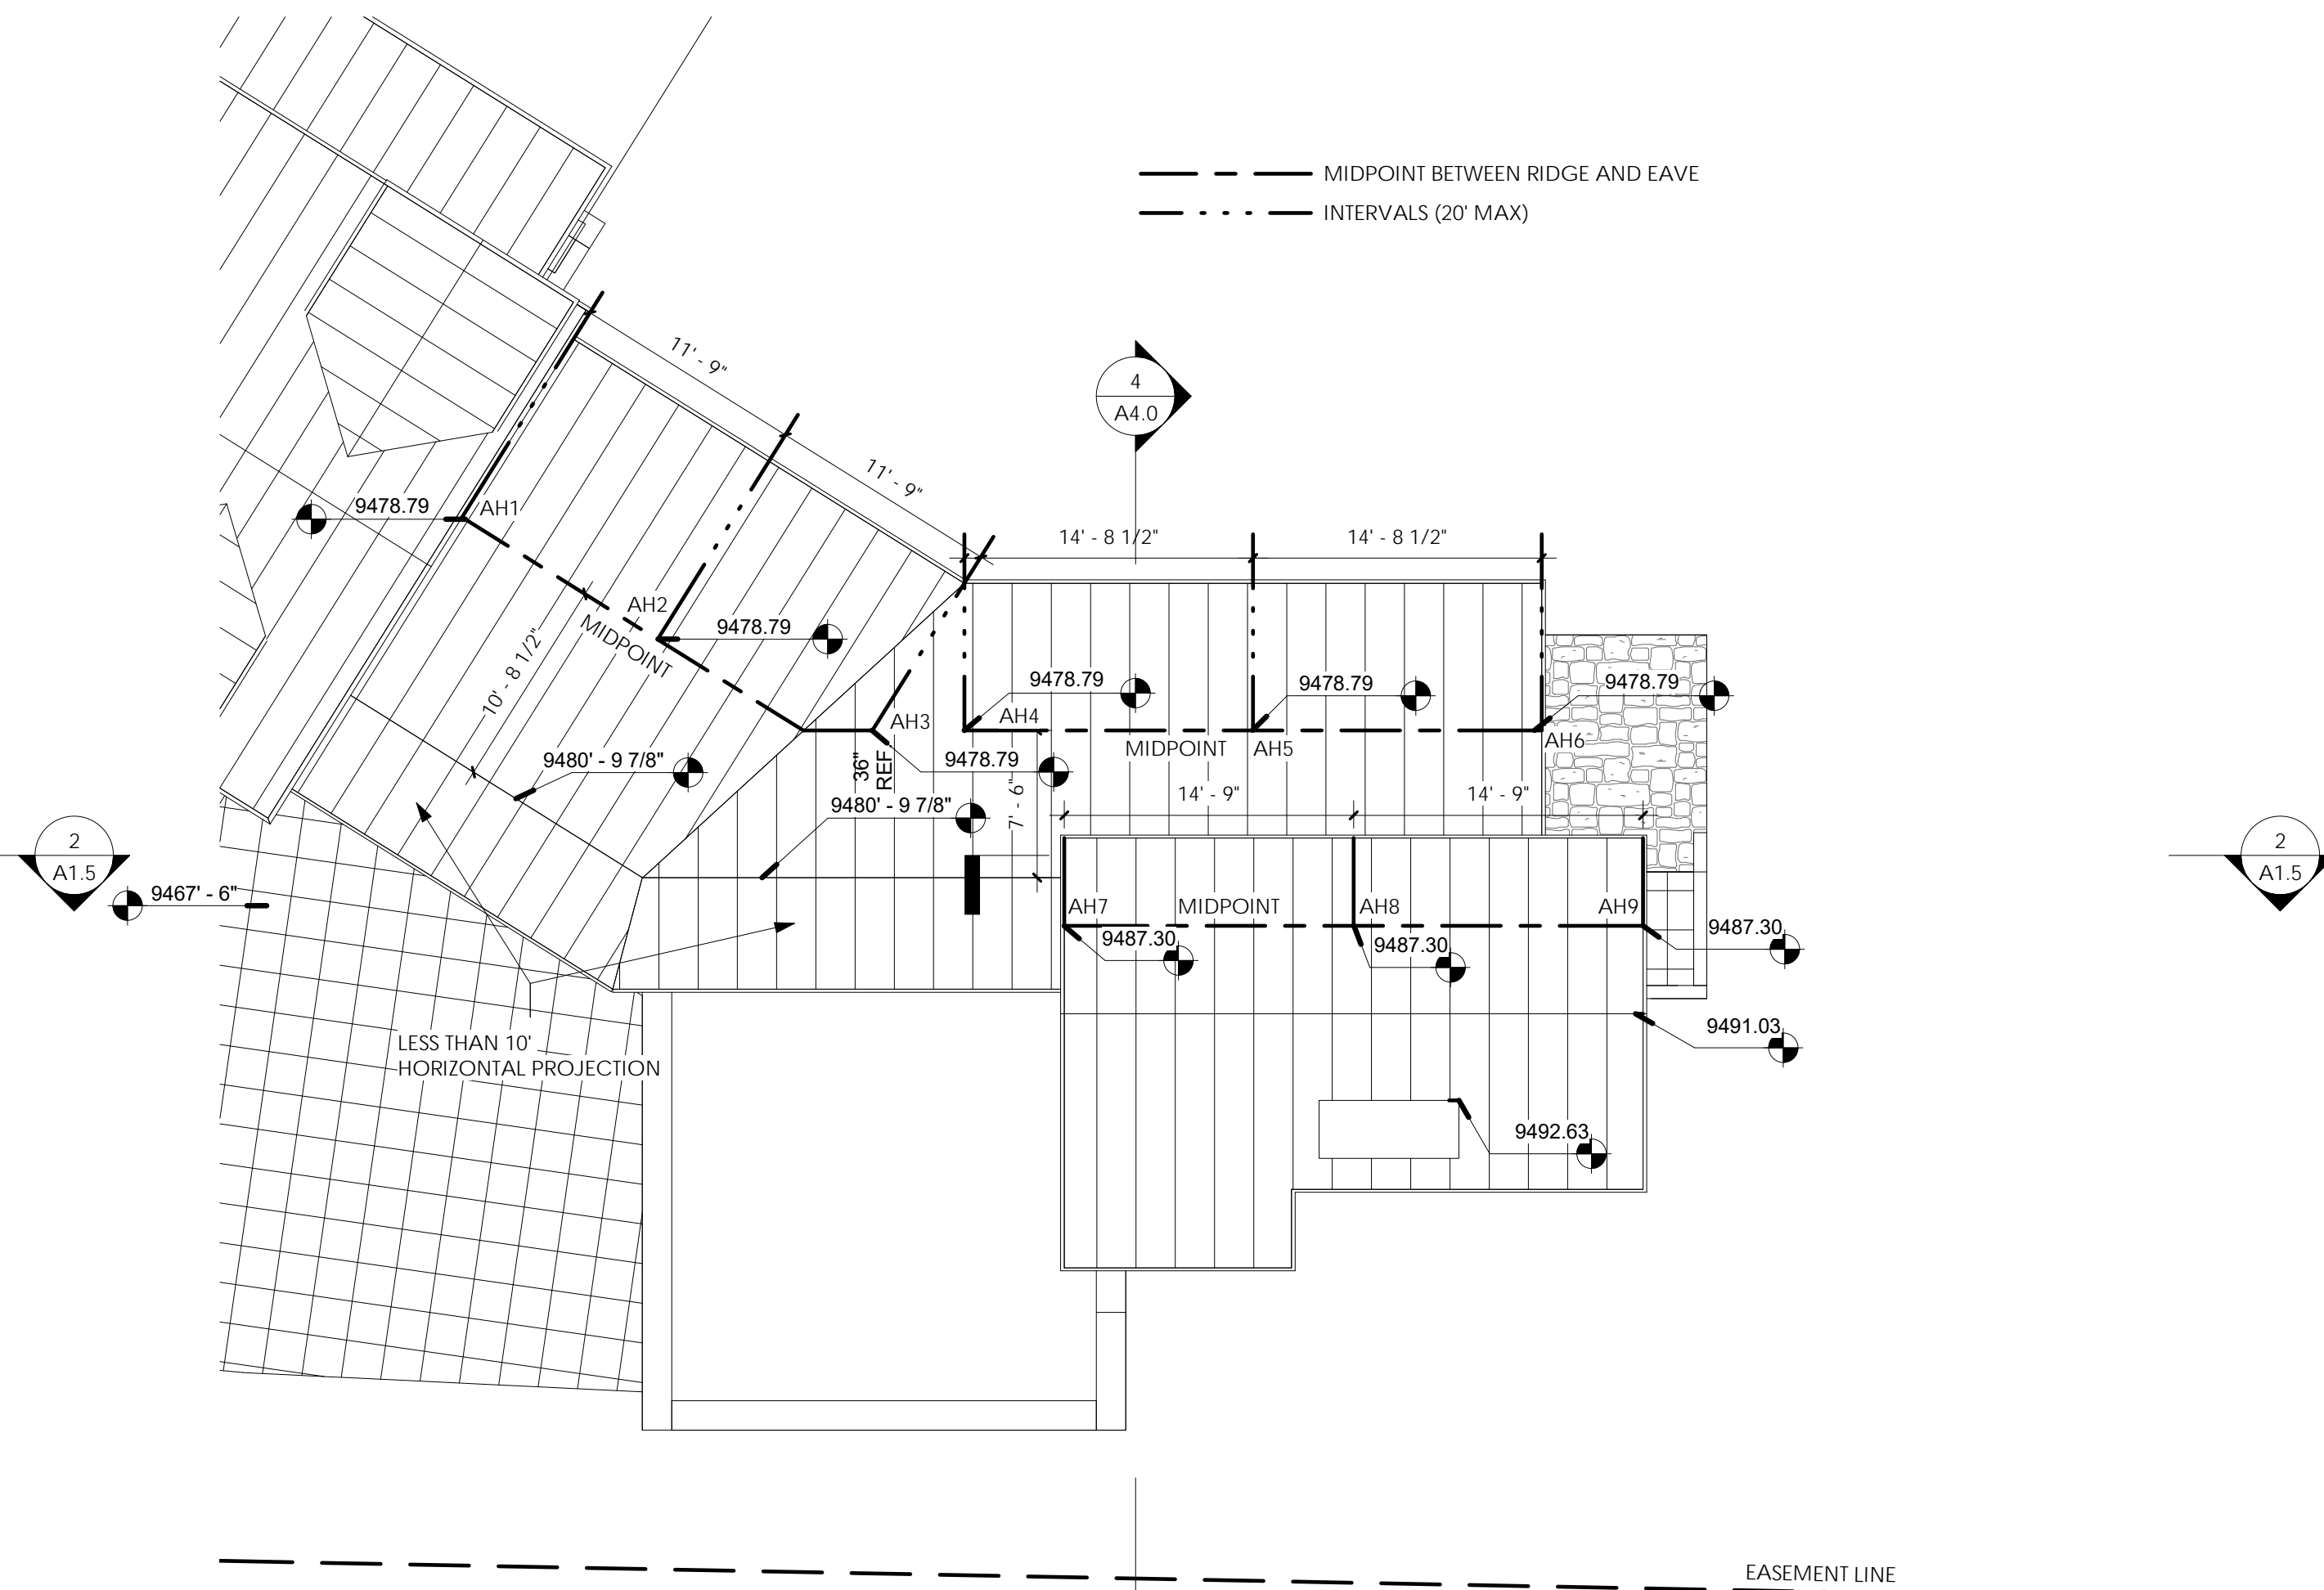 MIDPOINT BETWEEN RIDGE AND EAVE
INTERVALS (20' MAX)
11' - 9"
4
A4.0
11' - 9"
9478.79
AH1
14' - 8 1/2"
14' - 8 1/2"
AH2
MIDPOINT
9478.79
10' - 8 1/2"
9478.79
9478.79
9478.79
AH3
AH4
MIDPOINT
AH5
AH6
9480' - 9 7/8"
36"
REF
9478.79
9480' - 9 7/8"
7' - 6"
14' - 9"
14' - 9"
2
A1.5
2
A1.5
9467' - 6"
AH7
MIDPOINT
AH8
AH9
9487.30
9487.30
9487.30
LESS THAN 10'
HORIZONTAL PROJECTION
9491.03
9492.63
EASEMENT LINE